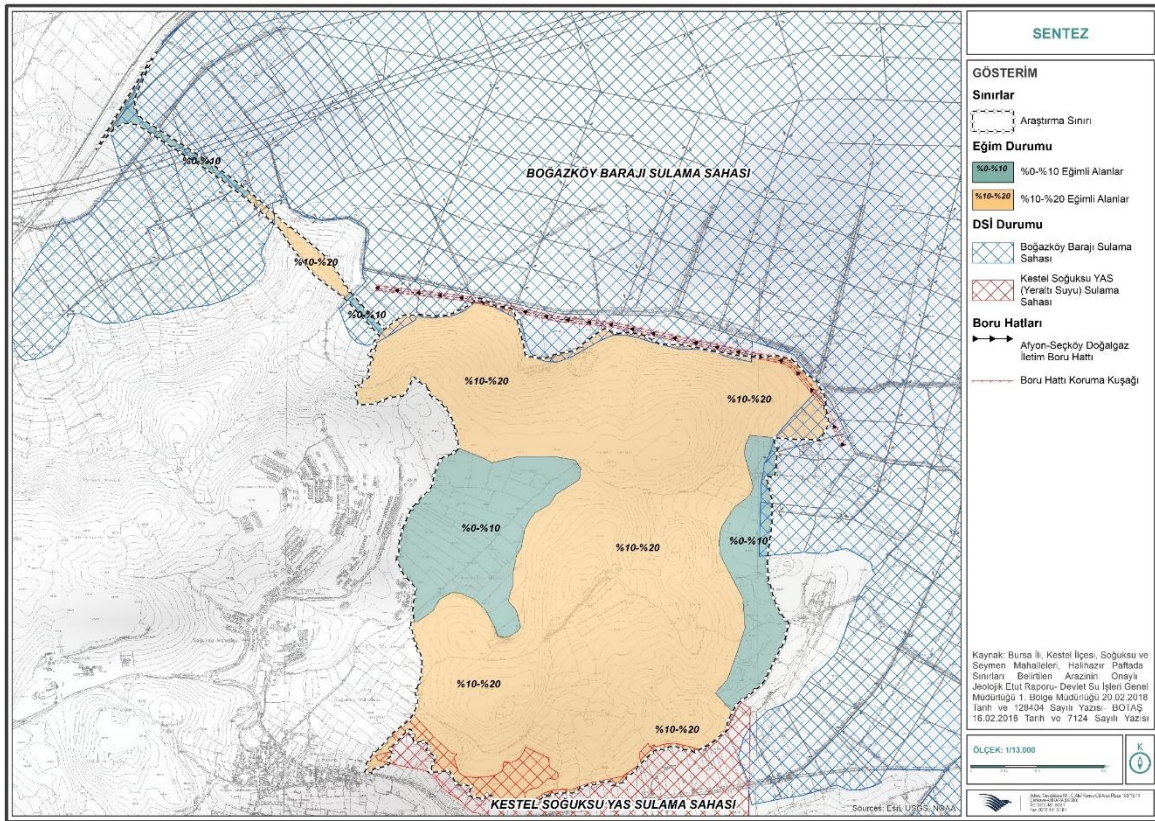 %0-%10
BOĞAZKÖY BARAJI SULAMA SAHASI
%10-%20
%0-%10
%10-%20
%10-%20
%0-%10
%10-%20
%0-%10
%10-%20
%10-%20
KESTEL SOĞUKSU YAS SULAMA SAHASI
Sources: Esri, USGS, NOAA
SENTEZ
GÖSTERİM
Sınırlar
Araştırma Sınırı
Eğim Durumu
%0-%10
%0-%10 Eğimli Alanlar
%10-%20
%10-%20 Eğimli Alanlar
DSİ Durumu
Boğazköy Barajı Sulama
Sahası
Kestel Soğuksu YAS
(Yeraltı Suyu) Sulama
Sahası
Boru Hatları
Afyon-Seçköy Doğalgaz
İletim Boru Hattı
Boru Hattı Koruma Kuşağı
Kaynak: Bursa İli, Kestel İlçesi, Soğuksu ve
Seymen Mahalleleri, Halihazır Paftada
Sınırları Belirtilen Arazinin Onaylı
Jeolojik Etut Raporu- Devlet Su İşleri Genel
Müdürlüğü 1. Bölge Müdürlüğü 20.02.2018
Tarih ve 128404 Sayılı Yazısı- BOTAŞ
16.02.2018 Tarih ve 7124 Sayılı Yazısı
ÖLÇEK: 1/13.000
K